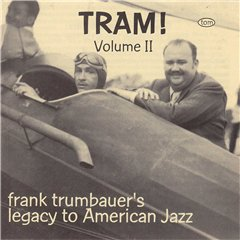 TRAM!
Volume II
tom
frank trumbauer's
legacy to American Jazz